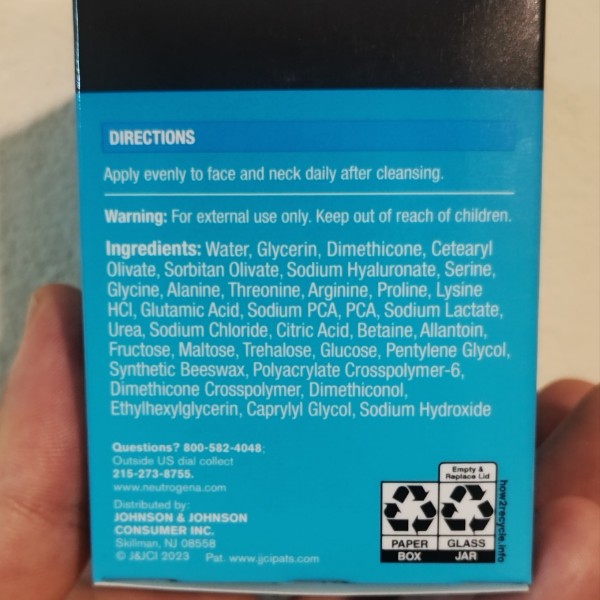 DIRECTIONS
Apply evenly to face and neck daily after cleansing.
Warning: For external use only. Keep out of reach of children.
Ingredients: Water, Glycerin, Dimethicone, Cetearyl
Olivate, Sorbitan Olivate, Sodium Hyaluronate, Serine,
Glycine, Alanine, Threonine, Arginine, Proline, Lysine
HCl, Glutamic Acid, Sodium PCA, PCA, Sodium Lactate,
Urea, Sodium Chloride, Citric Acid, Betaine, Allantoin,
Fructose, Maltose, Trehalose, Glucose, Pentylene Glycol,
Synthetic Beeswax, Polyacrylate Crosspolymer-6,
Dimethicone Crosspolymer, Dimethiconol,
Ethylhexylglycerin, Caprylyl Glycol, Sodium Hydroxide
Questions? 800-582-4048;
Outside US dial collect
215-273-8755.
www.neutrogena.com
Distributed by:
JOHNSON & JOHNSON
CONSUMER INC.
Skillman, NJ 08558
© J&JCI 2023 Pat. www.jjcipats.com
Empty &
Replace Lid
PAPER GLASS
BOX JAR
how2recycle.info